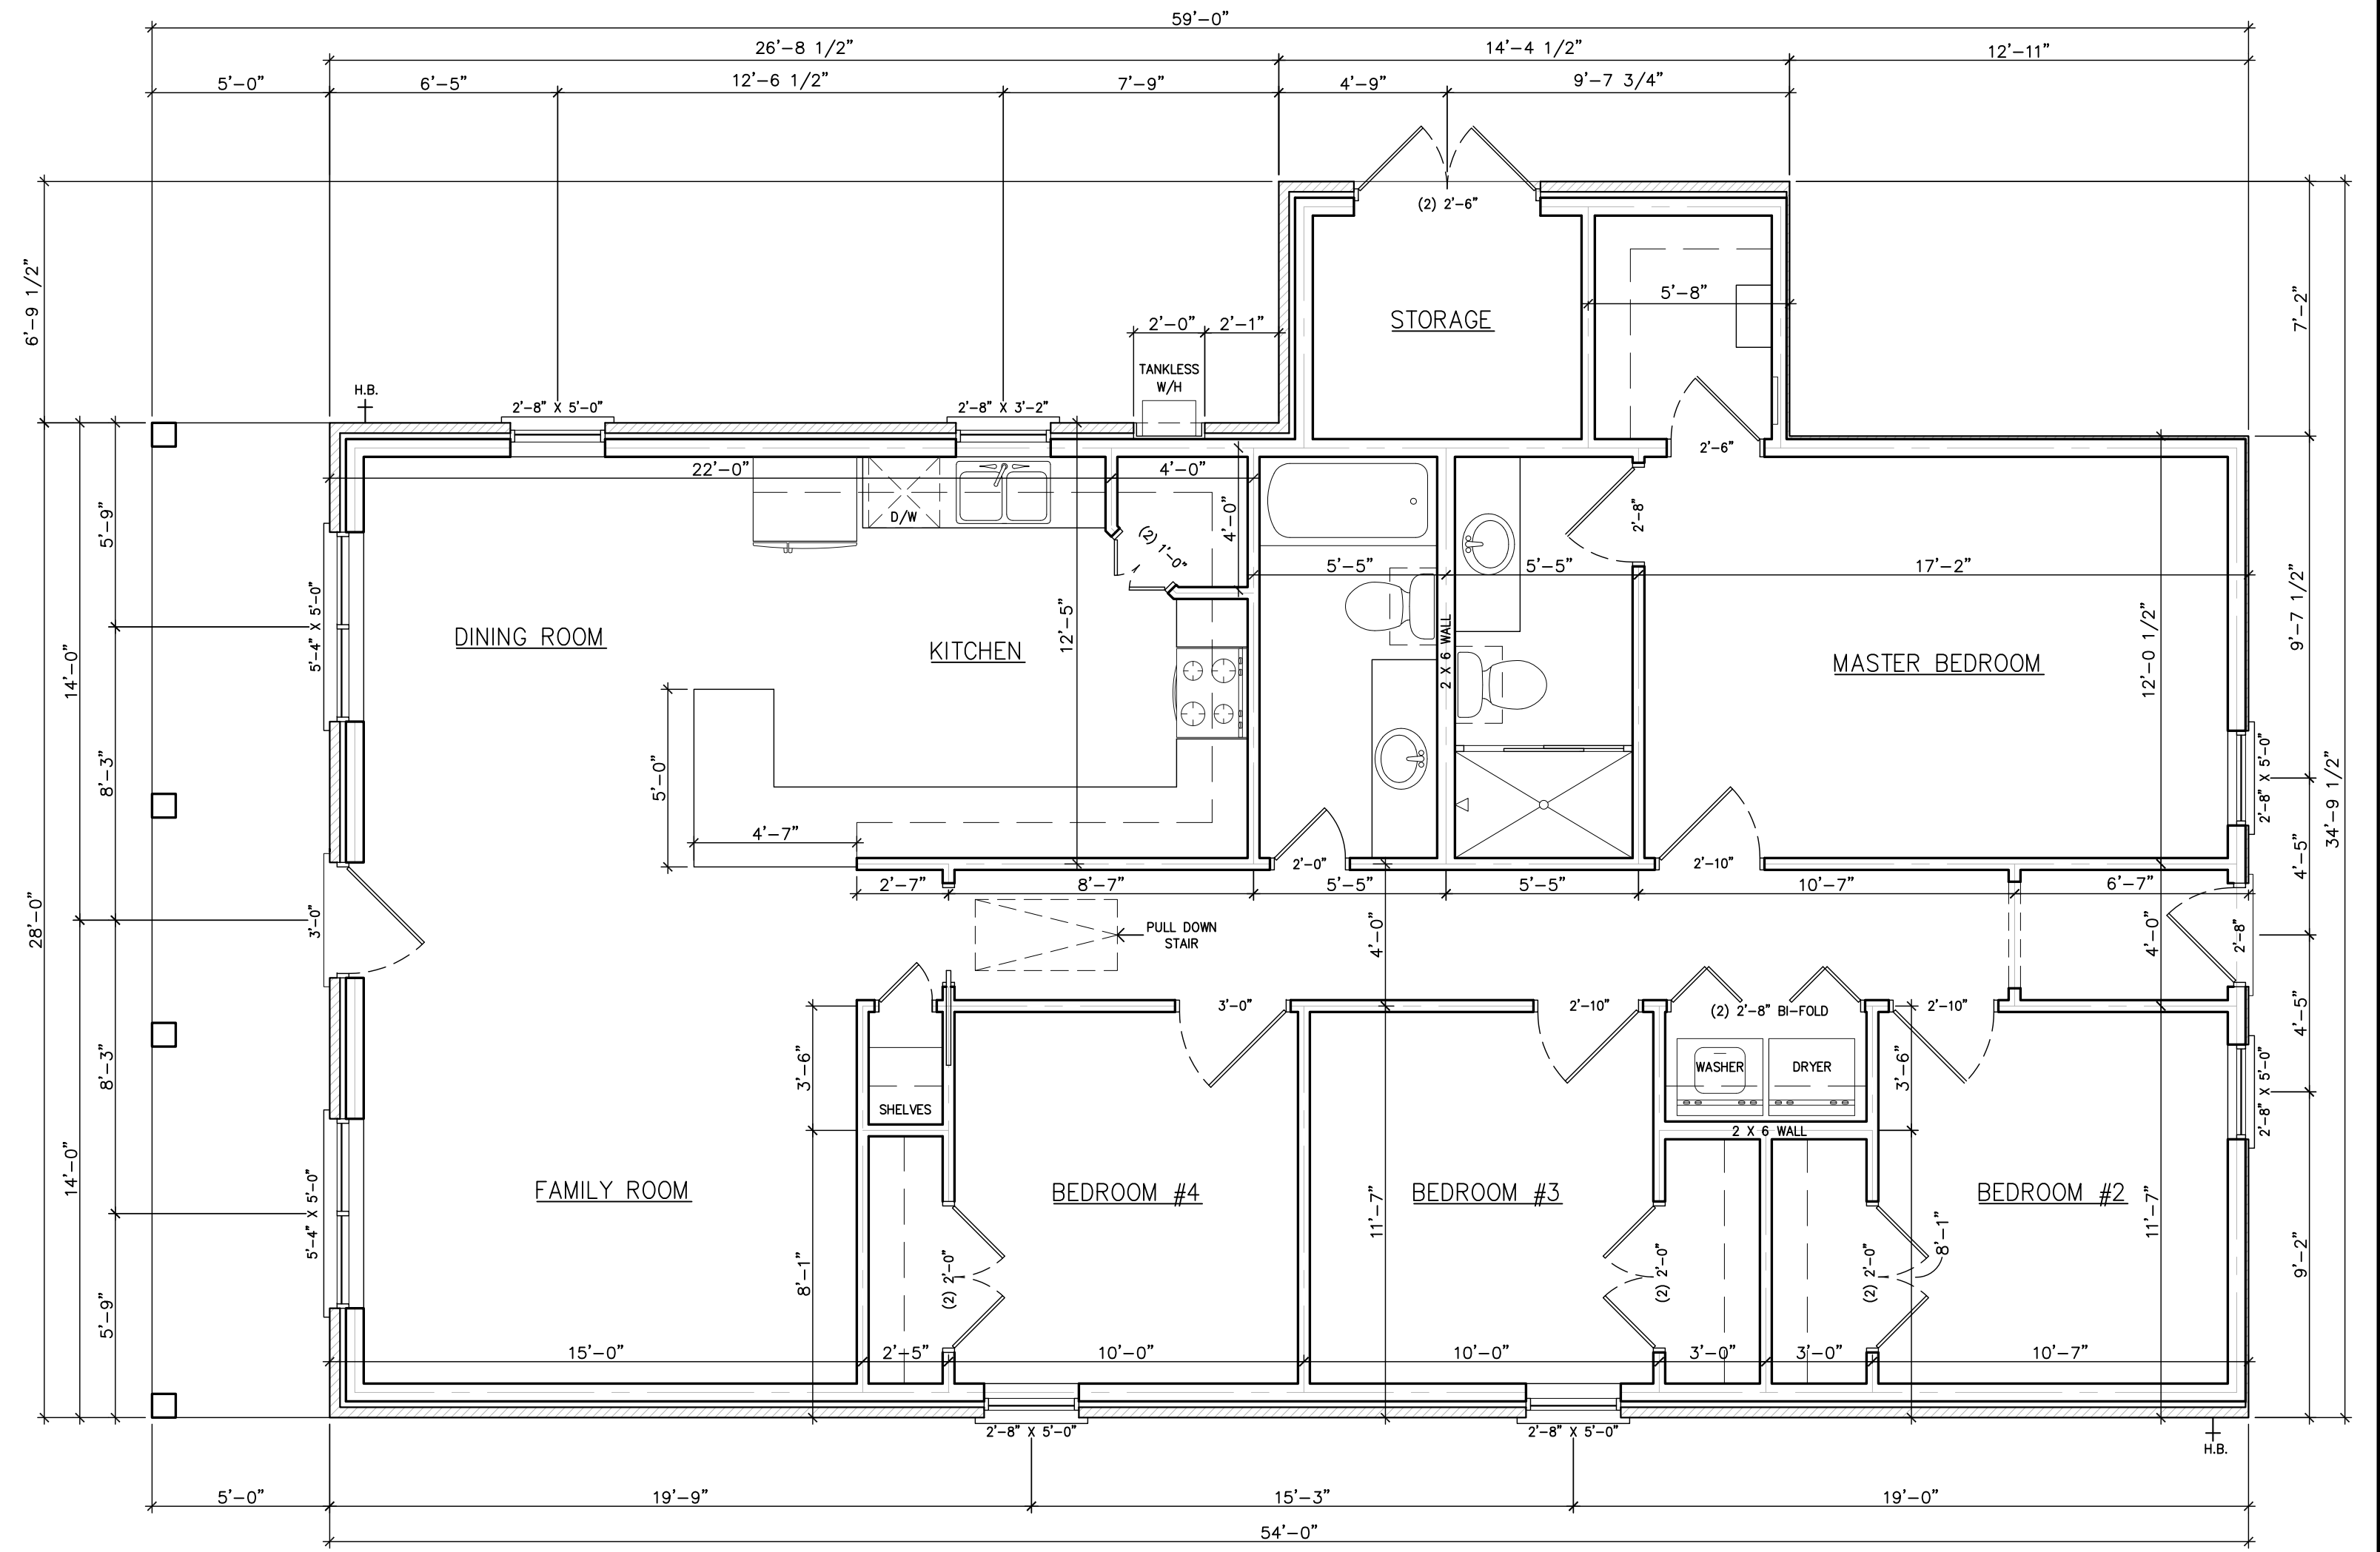 59'-0"
26'-8 1/2"
14'-4 1/2"
12'-11"
5'-0"
6'-5"
12'-6 1/2"
7'-9"
4'-9"
9'-7 3/4"
6'-9 1/2"
(2) 2'-6"
7'-2"
5'-8"
STORAGE
2'-0"
2'-1"
TANKLESS
W/H
H.B.
2'-8" X 5'-0"
2'-8" X 3'-2"
22'-0"
4'-0"
2'-6"
D/W
4'-0"
(2) 1'-0"
2'-8"
5'-9"
5'-5"
5'-5"
17'-2"
9'-7 1/2"
5'-4" X 5'-0"
12'-5"
2 X 6 WALL
12'-0 1/2"
14'-0"
DINING ROOM
KITCHEN
MASTER BEDROOM
8'-3"
5'-0"
2'-8" X 5'-0"
34'-9 1/2"
4'-7"
2'-0"
2'-10"
4'-5"
2'-7"
8'-7"
5'-5"
5'-5"
10'-7"
6'-7"
28'-0"
3'-0"
PULL DOWN
STAIR
4'-0"
4'-0"
2'-8"
3'-0"
2'-10"
(2) 2'-8" BI-FOLD
2'-10"
4'-5"
8'-3"
3'-6"
WASHER
DRYER
3'-6"
2'-8" X 5'-0"
SHELVES
2 X 6 WALL
14'-0"
5'-4" X 5'-0"
FAMILY ROOM
BEDROOM #4
BEDROOM #3
BEDROOM #2
11'-7"
11'-7"
8'-1"
8'-1"
(2) 2'-0"
(2) 2'-0"
(2) 2'-0"
9'-2"
5'-9"
15'-0"
2'-5"
10'-0"
10'-0"
3'-0"
3'-0"
10'-7"
2'-8" X 5'-0"
2'-8" X 5'-0"
H.B.
5'-0"
19'-9"
15'-3"
19'-0"
54'-0"